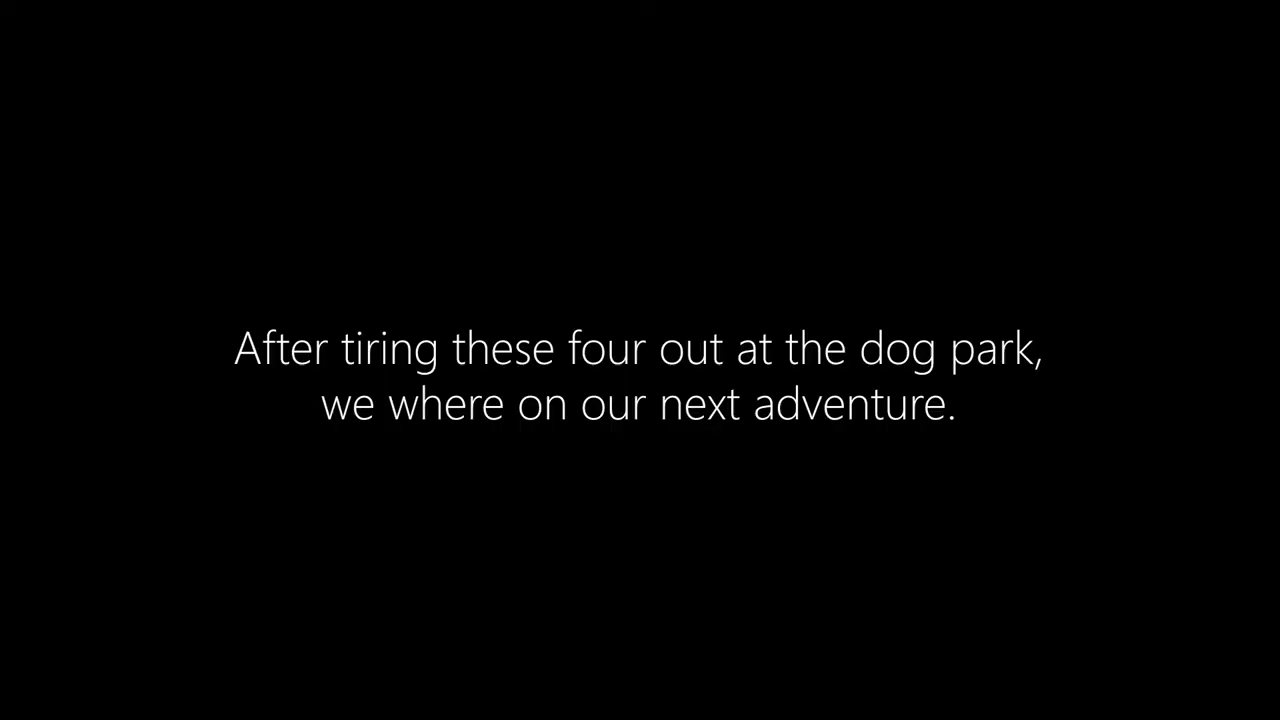 After tiring these four out at the dog park,
we where on our next adventure.